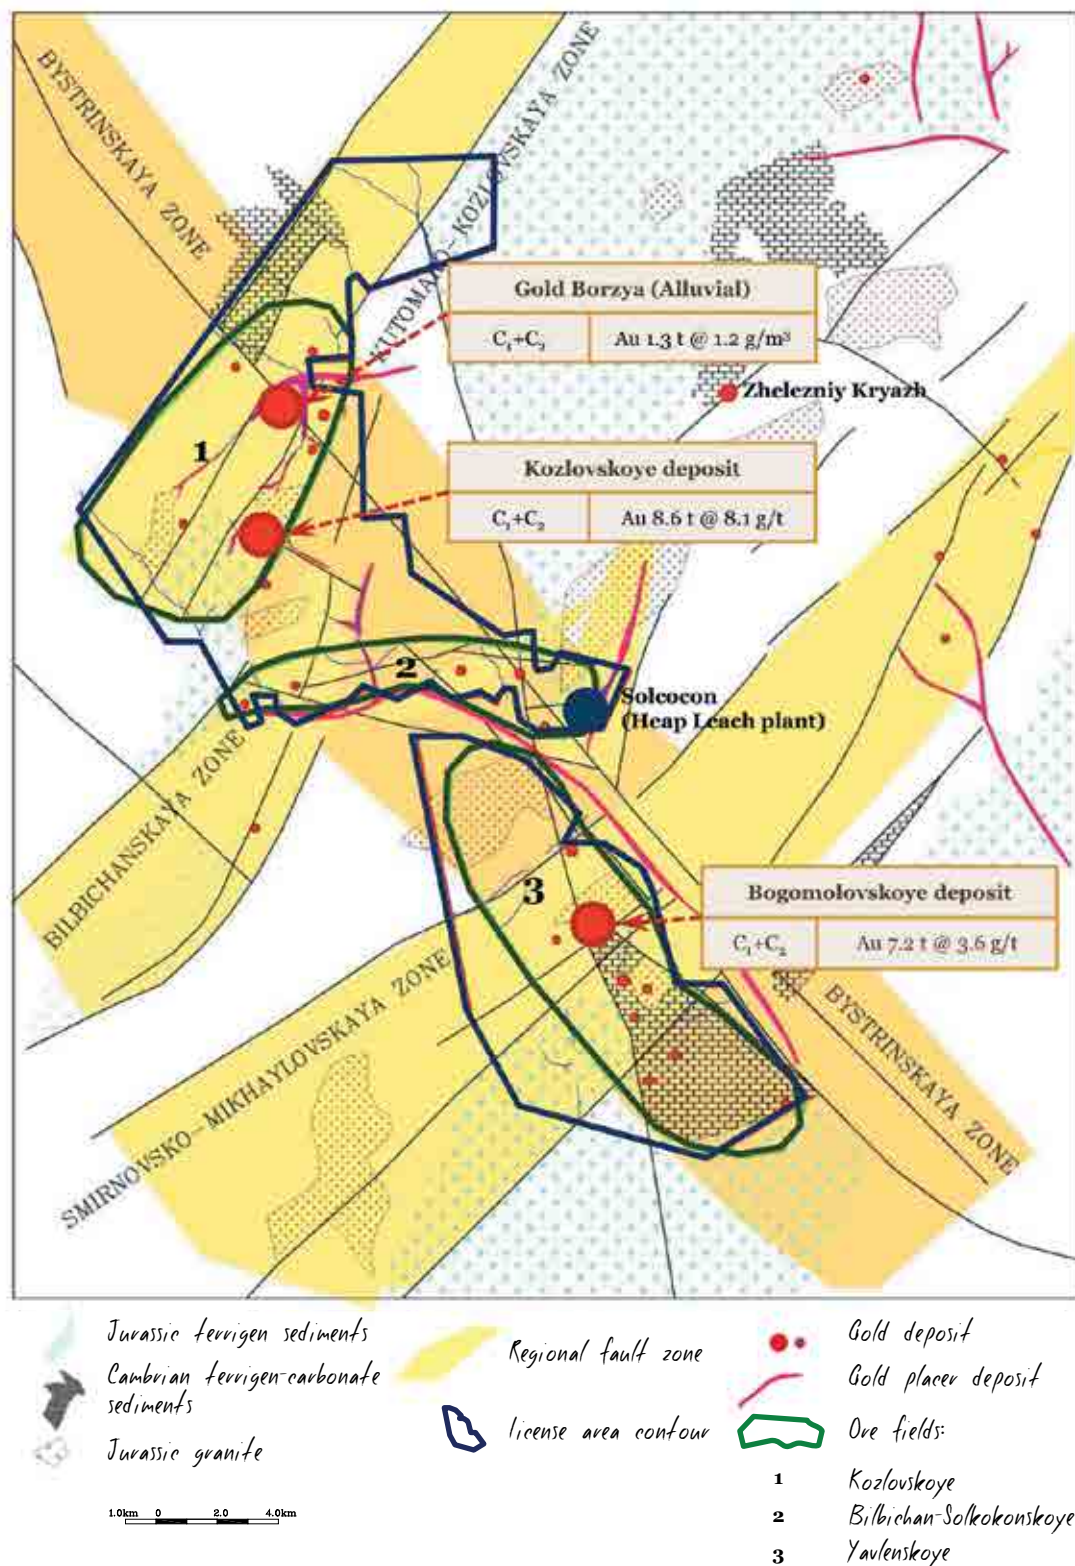 BYSTRINSKAYA ZONE
KUTOMARO-KOZLOVSKAYA ZONE
Gold Borzya (Alluvial)
C₁+C₂ Au 1.3 t @ 1.2 g/m³
Zhelezniy Kryazh
1
Kozlovskoye deposit
C₁+C₂ Au 8.6 t @ 8.1 g/t
2
Solcocon
(Heap Leach plant)
BILBICHANSKAYA ZONE
3
Bogomolovskoye deposit
C₁+C₂ Au 7.2 t @ 3.6 g/t
SMIRNOVSKO-MIKHAYLOVSKAYA ZONE
BYSTRINSKAYA ZONE
Jurassic terrigen sediments
Cambrian terrigen-carbonate
sediments
Jurassic granite
1.0km 0 2.0 4.0km
Regional fault zone
license area contour
Gold deposit
Gold placer deposit
Ore fields:
1 Kozlovskoye
2 Bilbichan-Solkokonskoye
3 Yavlenskoye